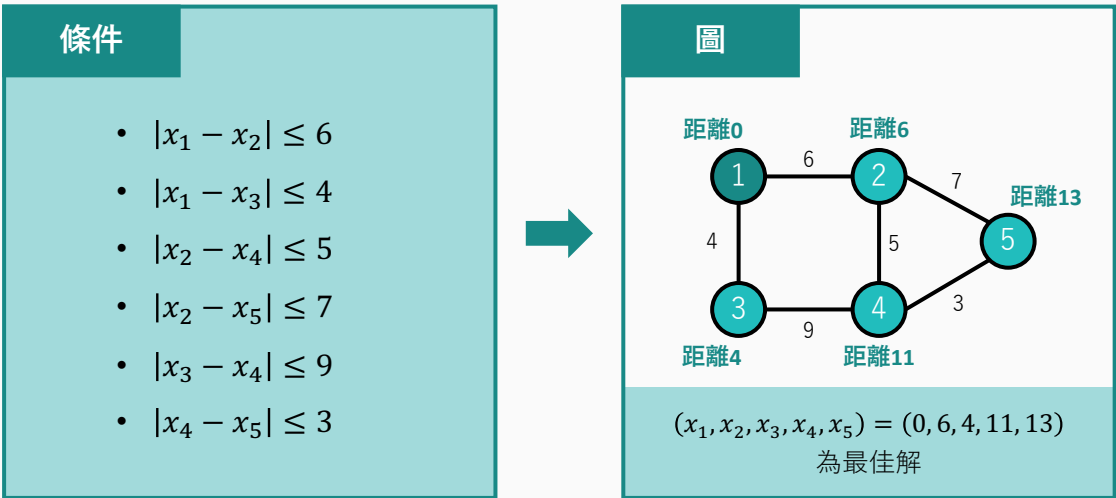 條件
• |x₁ − x₂| ≤ 6
• |x₁ − x₃| ≤ 4
• |x₂ − x₄| ≤ 5
• |x₂ − x₅| ≤ 7
• |x₃ − x₄| ≤ 9
• |x₄ − x₅| ≤ 3
圖
距離0
距離6
1
6
2
7
距離13
4
5
5
3
9
4
3
距離4
距離11
(x₁, x₂, x₃, x₄, x₅) = (0, 6, 4, 11, 13)
為最佳解